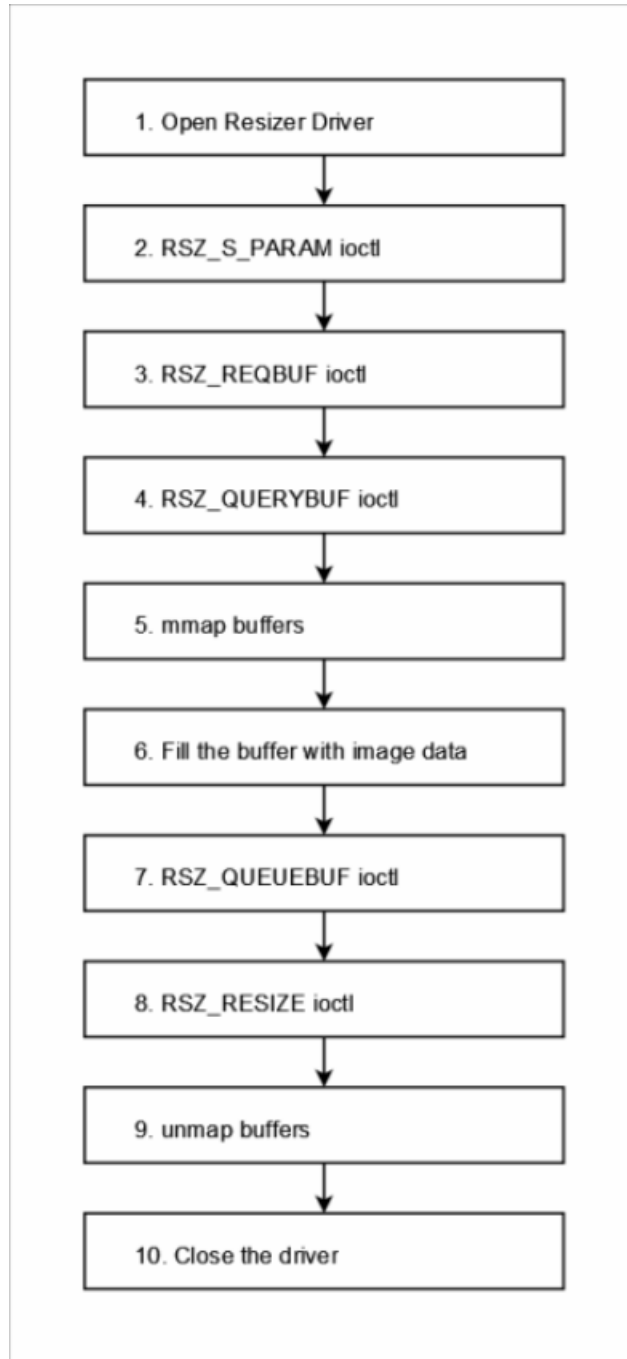 1. Open Resizer Driver
2. RSZ_S_PARAM ioctl
3. RSZ_REQBUF ioctl
4. RSZ_QUERYBUF ioctl
5. mmap buffers
6. Fill the buffer with image data
7. RSZ_QUEUEBUF ioctl
8. RSZ_RESIZE ioctl
9. unmap buffers
10. Close the driver